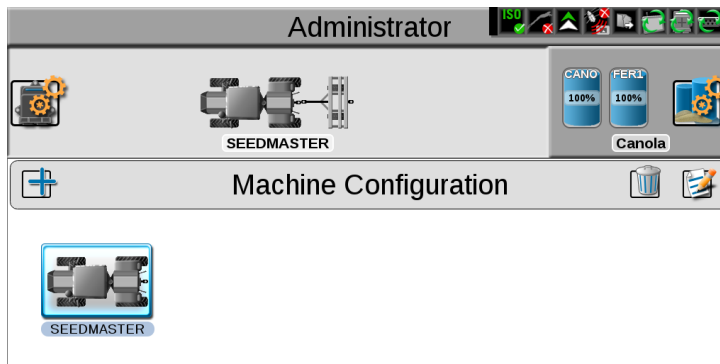 Administrator
ISO
CANO FER1
100% 100%
SEEDMASTER
Canola
Machine Configuration
SEEDMASTER